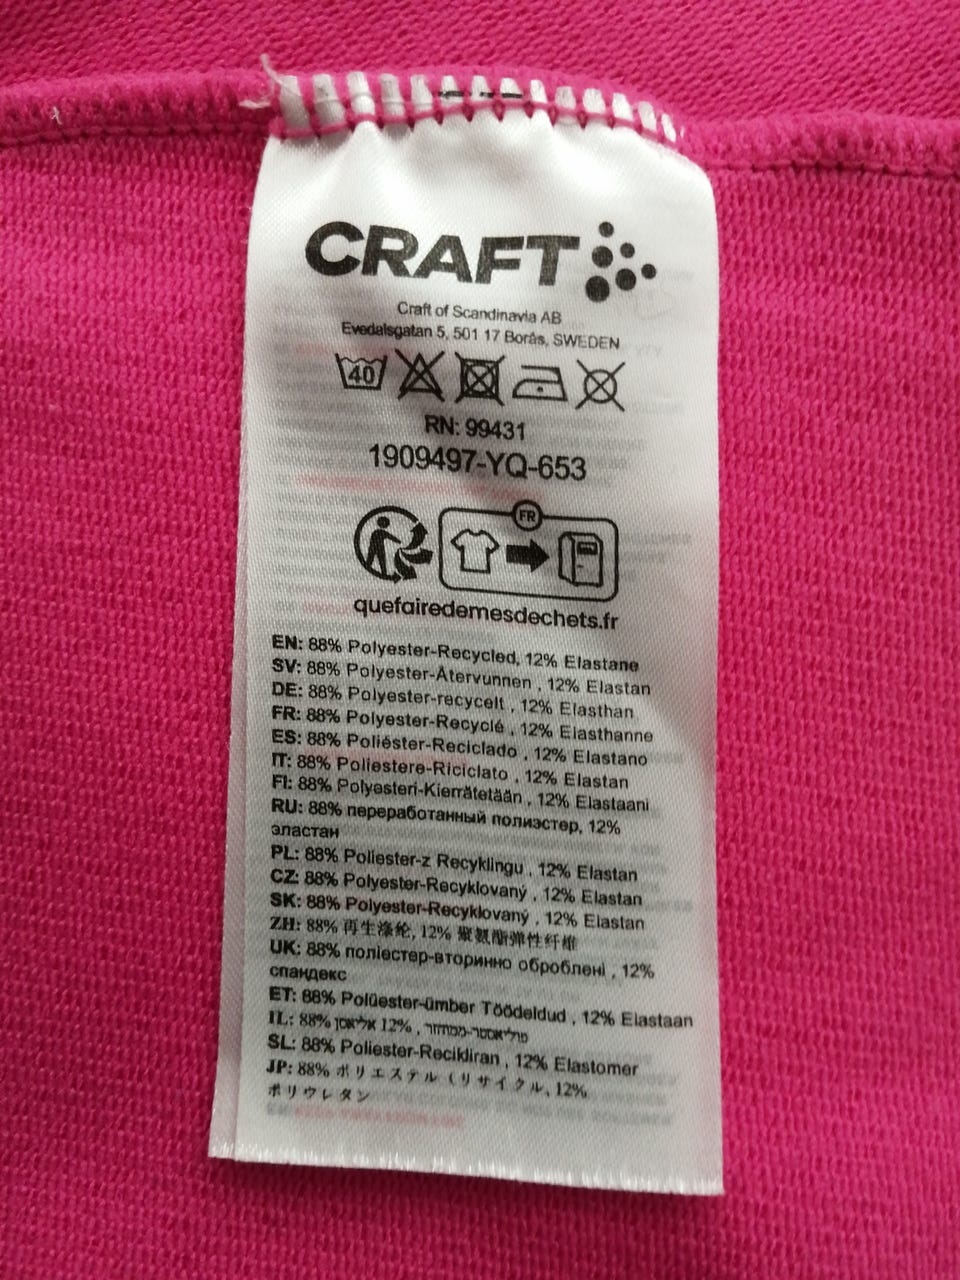 CRAFT
Craft of Scandinavia AB
Evedalsgatan 5, 501 17 Borås, SWEDEN
40
RN: 99431
1909497-YQ-653
FR
quefairedemesdechets.fr
EN: 88% Polyester-Recycled, 12% Elastane
SV: 88% Polyester-Återvunnen , 12% Elastan
DE: 88% Polyester-recycelt , 12% Elasthan
FR: 88% Polyester-Recyclé , 12% Elasthanne
ES: 88% Poliéster-Reciclado , 12% Elastano
IT: 88% Poliestere-Riciclato , 12% Elastan
FI: 88% Polyesteri-Kierrätetään , 12% Elastaani
RU: 88% переработанный полиэстер, 12%
эластан
PL: 88% Poliester-z Recyklingu , 12% Elastan
CZ: 88% Polyester-Recyklovaný , 12% Elastan
SK: 88% Polyester-Recyklovaný , 12% Elastan
ZH: 88% 再生涤纶, 12% 聚氨酯弹性纤维
UK: 88% поліестер-вторинно оброблені , 12%
спандекс
ET: 88% Polüester-ümber Töödeldud , 12% Elastaan
IL: 88% פוליאסטר-ממחזור , 12% אלאסטן
SL: 88% Poliester-Recikliran , 12% Elastomer
JP: 88% ポリエステル (リサイクル, 12%
ポリウレタン